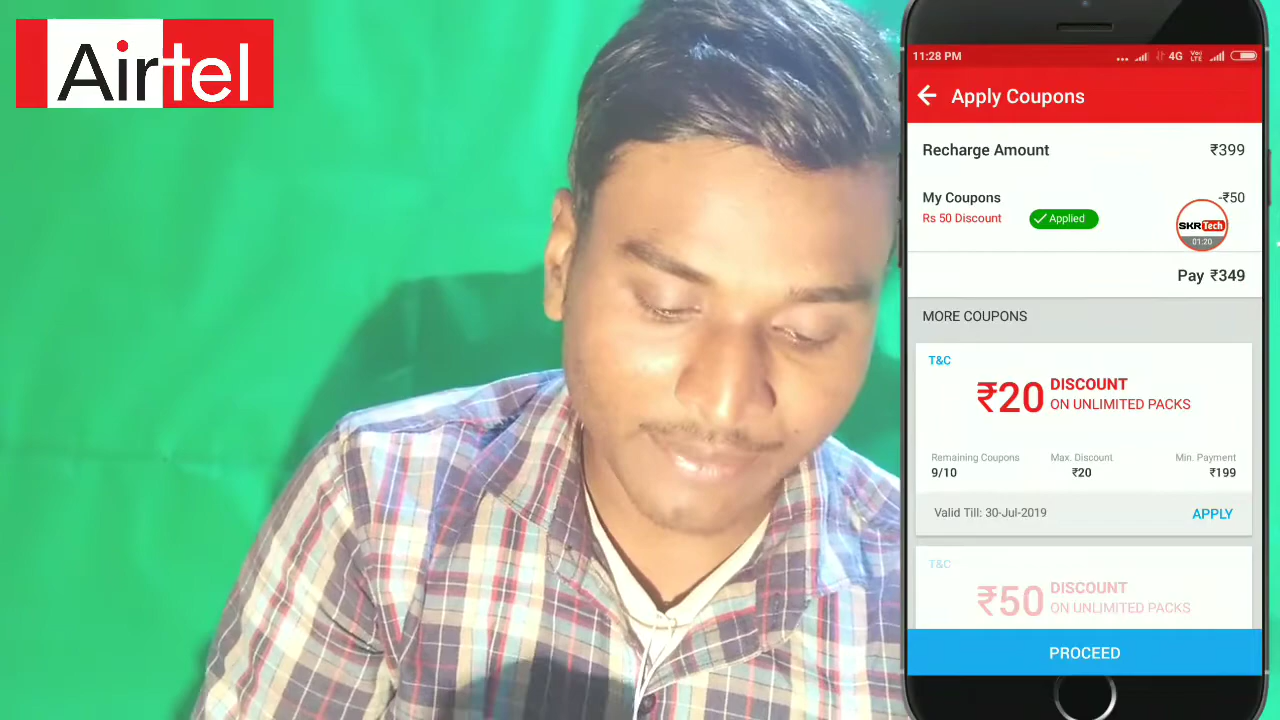 Airtel
11:28 PM
4G
Vo)
LTE
Apply Coupons
Recharge Amount
₹399
My Coupons
-₹50
Rs 50 Discount
Applied
SKR Tech
01:20
Pay ₹349
MORE COUPONS
T&C
₹20
DISCOUNT
ON UNLIMITED PACKS
Remaining Coupons
Max. Discount
Min. Payment
9/10
₹20
₹199
Valid Till: 30-Jul-2019
APPLY
T&C
₹50
DISCOUNT
ON UNLIMITED PACKS
PROCEED